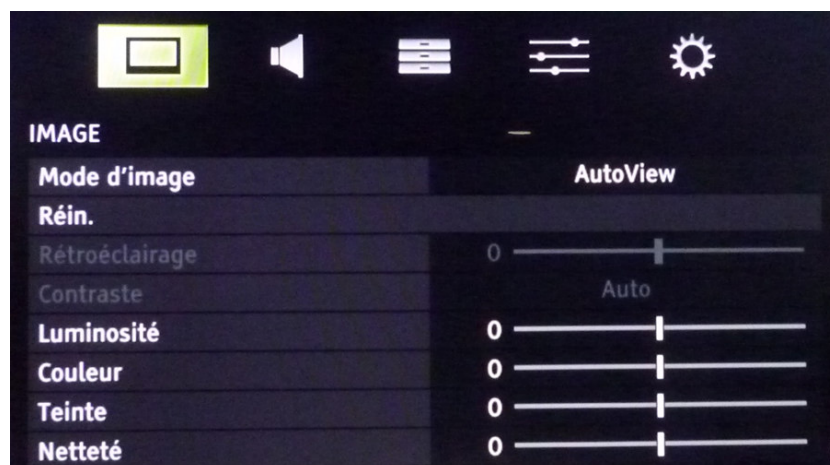 IMAGE
Mode d'image AutoView
Réin.
Rétroéclairage 0
Contraste Auto
Luminosité 0
Couleur 0
Teinte 0
Netteté 0